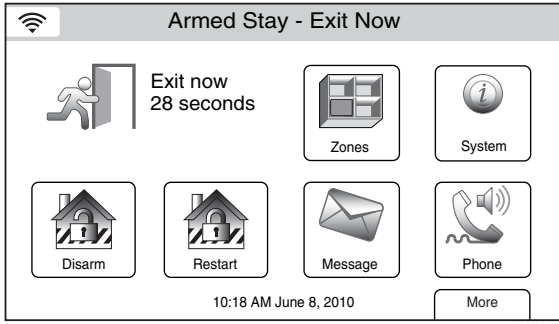 Armed Stay - Exit Now
Exit now
28 seconds
Zones
System
Disarm
Restart
Message
Phone
10:18 AM June 8, 2010
More